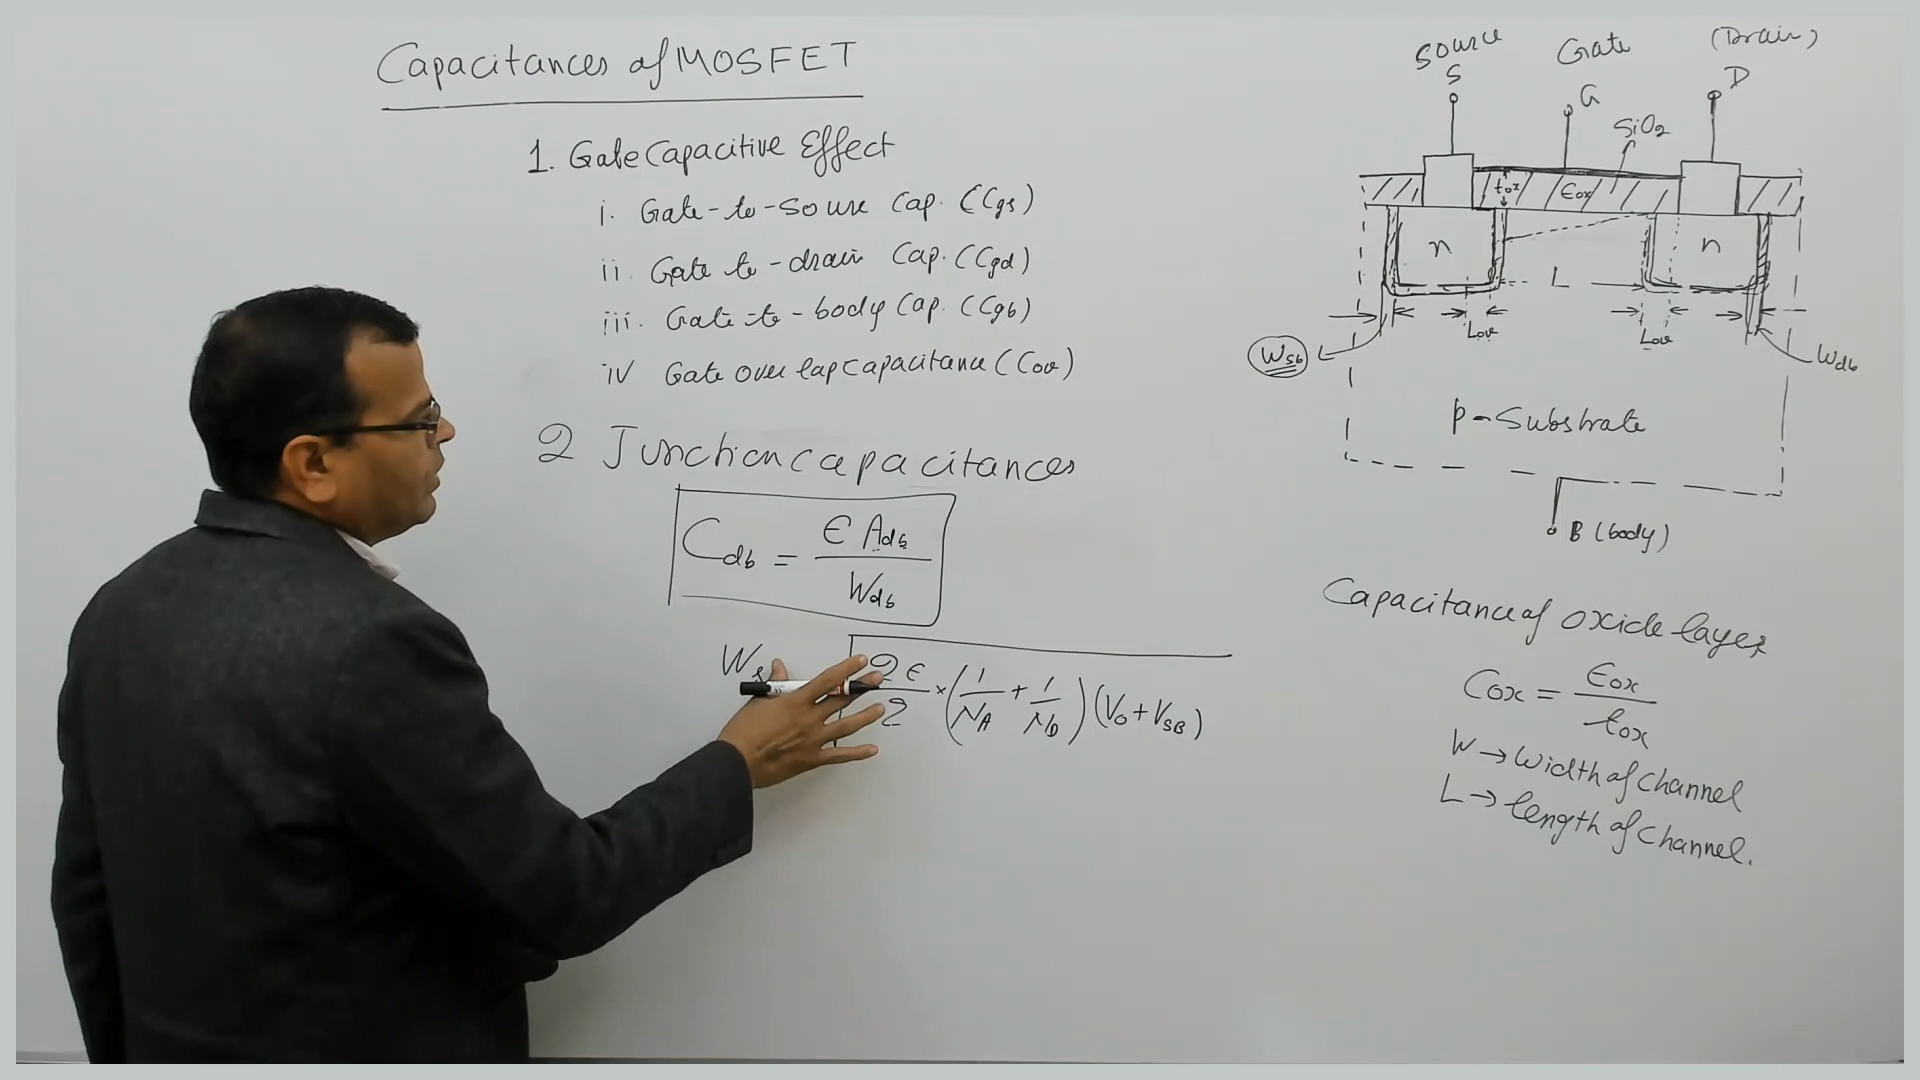 Capacitances of MOSFET
1. Gate Capacitive Effect
i. Gate-to-Source Cap. (Cgs)
ii. Gate to-drain Cap. (Cgd)
iii. Gate-to-body Cap. (Cgb)
iv Gate overlap capacitance (Cov)
2 Junction capacitances
Cdb = ϵ Adb / Wdb
2ϵ / 2 × (1/NA + 1/ND) (Vo + VSB)
Source
S
Gate
G
(Drain)
D
SiO2
tox
ϵox
n
n
L
Lov
Lov
Wsb
Wdb
p-Substrate
B (body)
Capacitance of oxide layer
Cox = ϵox / tox
W → Width of Channel
L → length of Channel.